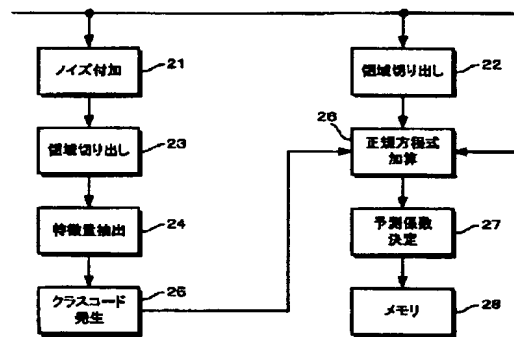 ノイズ付加
21
領域切り出し
22
領域切り出し
23
26
正規方程式
加算
特徴量抽出
24
予測係数
決定
27
クラスコード
発生
25
メモリ
28